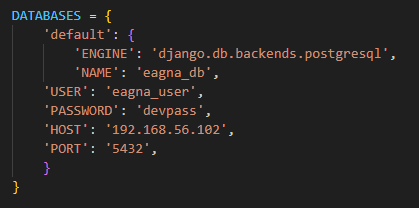 DATABASES = {
    'default': {
        'ENGINE': 'django.db.backends.postgresql',
        'NAME': 'eagna_db',
    'USER': 'eagna_user',
    'PASSWORD': 'devpass',
    'HOST': '192.168.56.102',
    'PORT': '5432',
    }
}